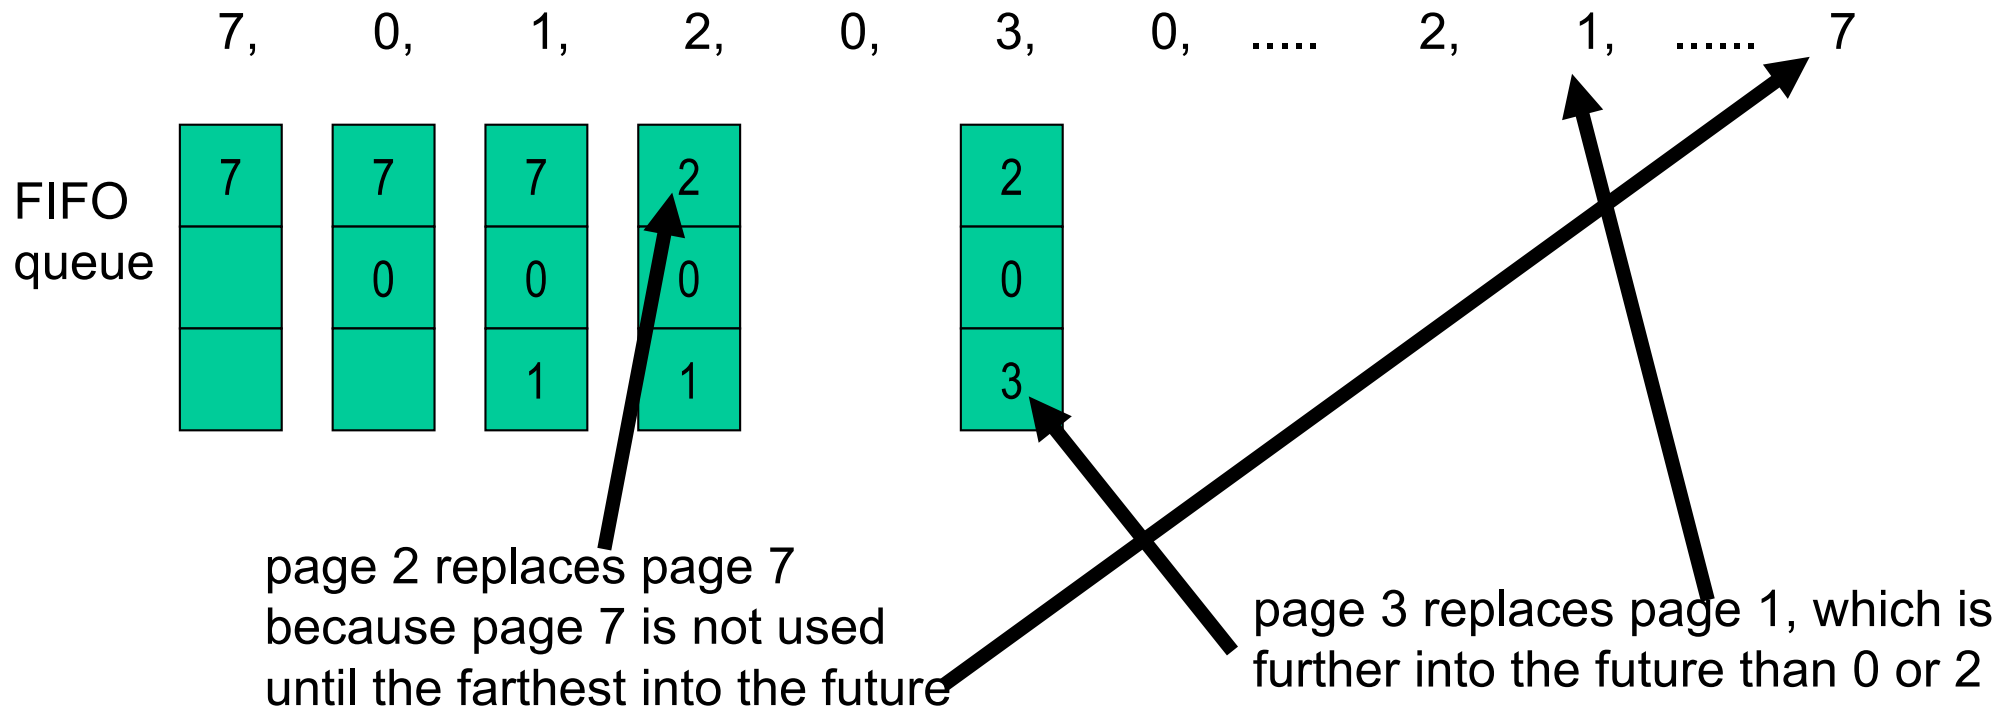 7, 0, 1, 2, 0, 3, 0, ..... 2, 1, ...... 7
FIFO
queue
7 7 7 2 2
0 0 0 0
1 1 3
page 2 replaces page 7
because page 7 is not used
until the farthest into the future
page 3 replaces page 1, which is
further into the future than 0 or 2